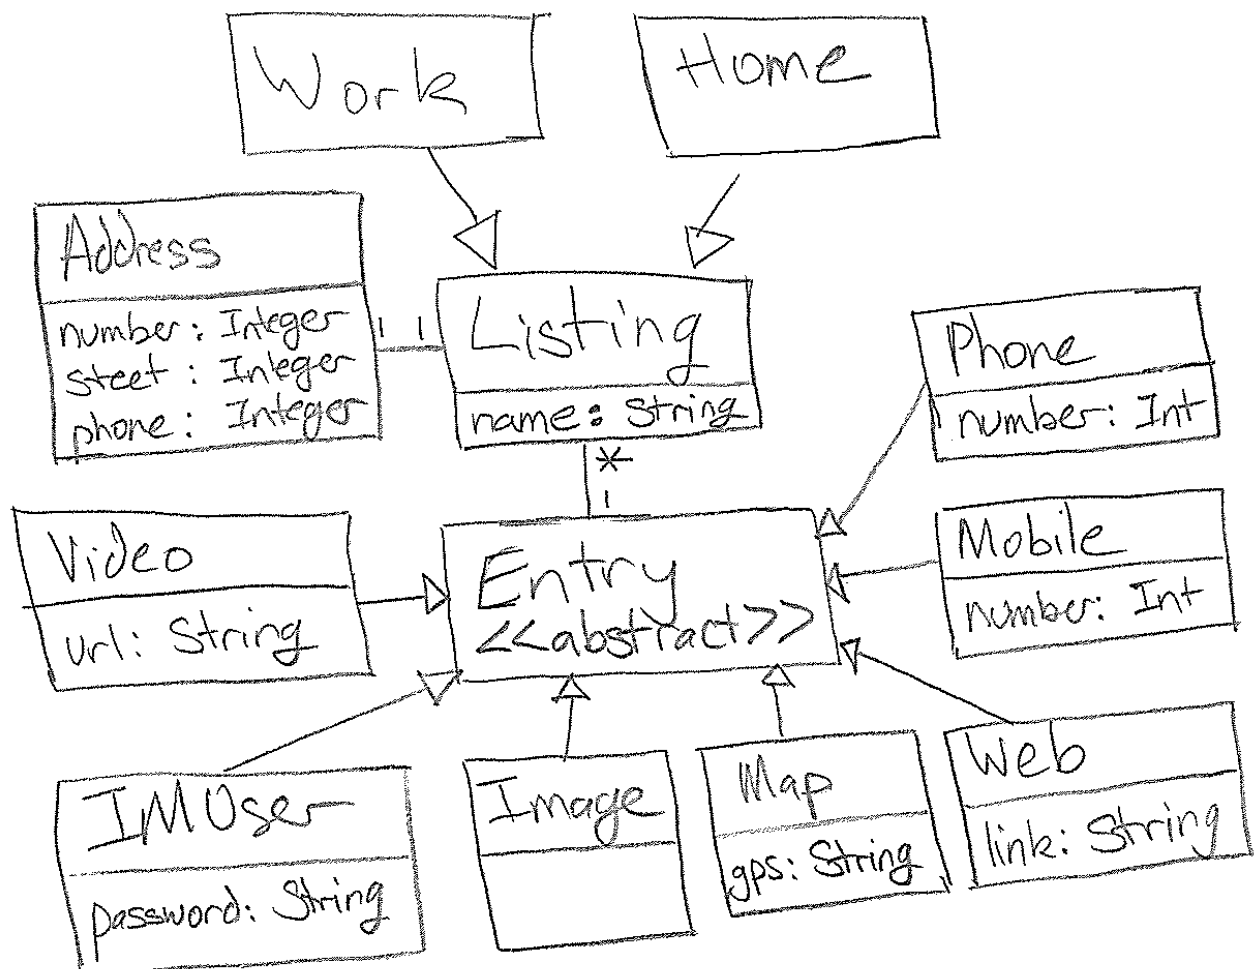 Work
Home
Address
number: Integer
steet : Integer
phone: Integer
1 1
Listing
name: String
*
1
Phone
number: Int
Video
url: String
Entry
<<abstract>>
Mobile
number: Int
IMUser
password: String
Image
Map
gps: String
Web
link: String